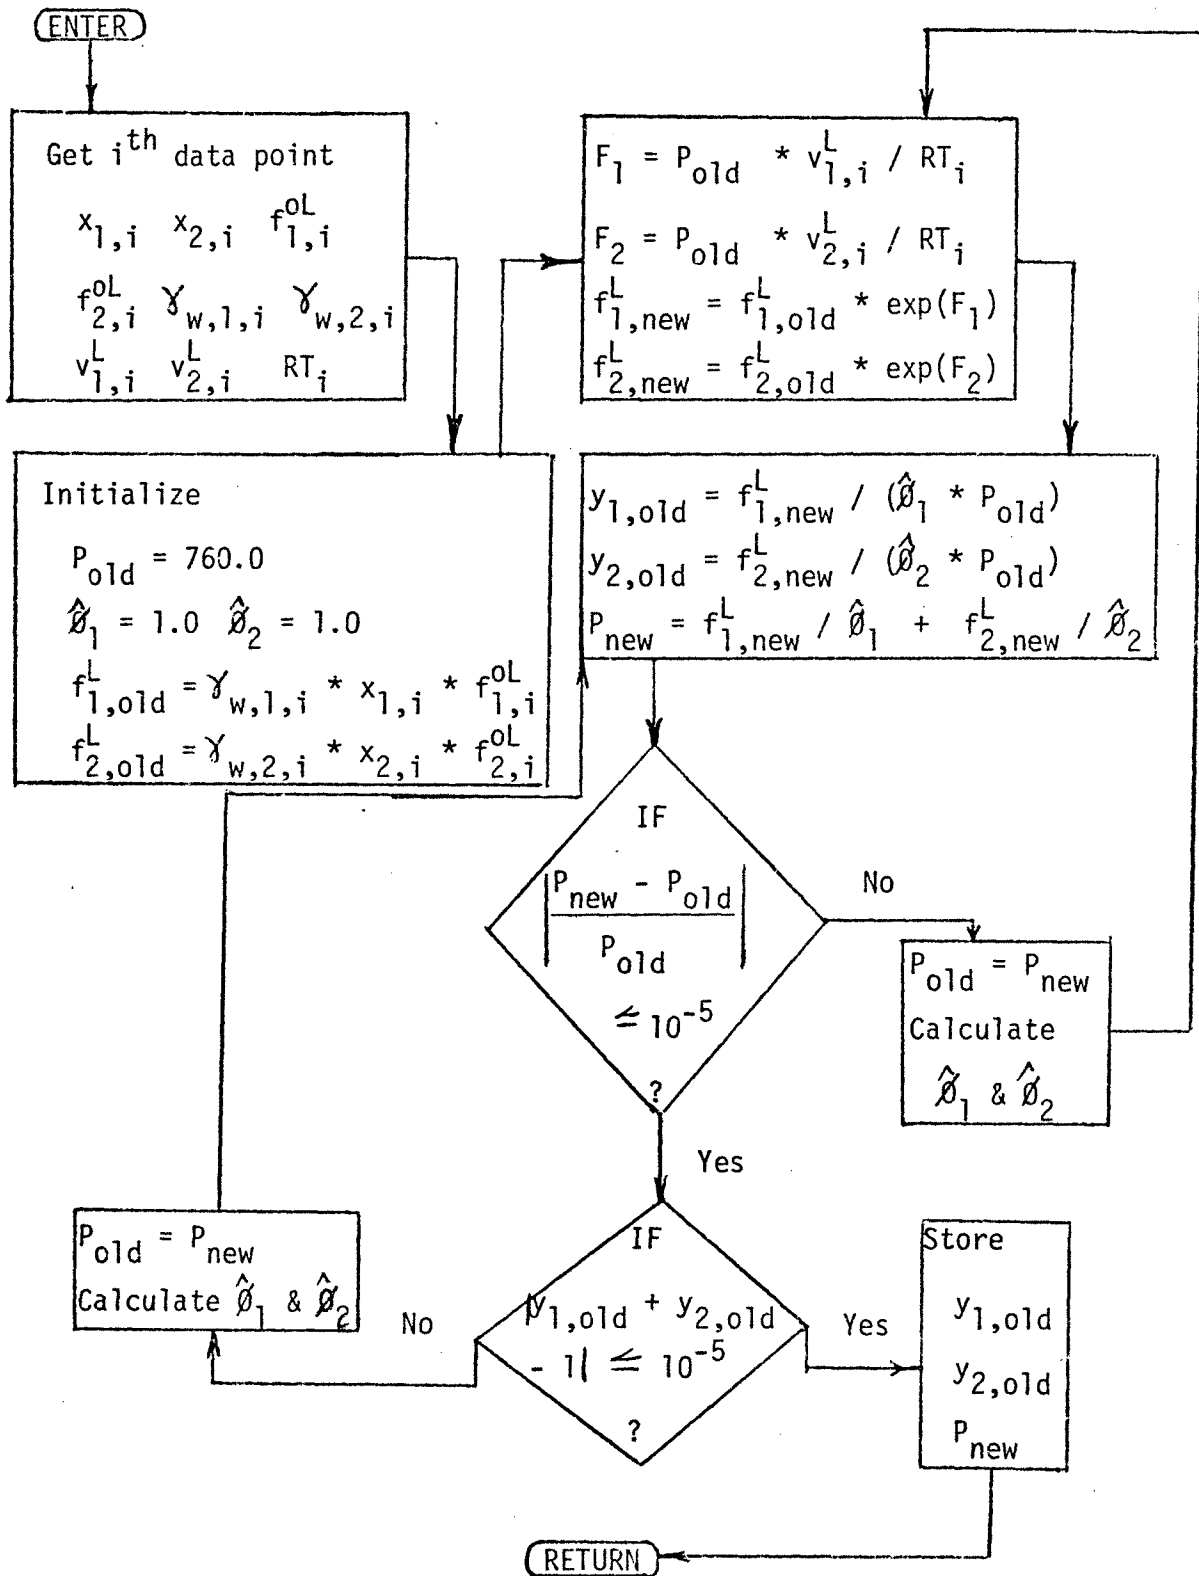 ENTER
Get i^th data point
x_1,i x_2,i f^oL_1,i
f^oL_2,i γ_w,1,i γ_w,2,i
v^L_1,i v^L_2,i RT_i
Initialize
P_old = 760.0
φ̂_1 = 1.0 φ̂_2 = 1.0
f^L_1,old = γ_w,1,i * x_1,i * f^oL_1,i
f^L_2,old = γ_w,2,i * x_2,i * f^oL_2,i
F_1 = P_old * v^L_1,i / RT_i
F_2 = P_old * v^L_2,i / RT_i
f^L_1,new = f^L_1,old * exp(F_1)
f^L_2,new = f^L_2,old * exp(F_2)
y_1,old = f^L_1,new / (φ̂_1 * P_old)
y_2,old = f^L_2,new / (φ̂_2 * P_old)
P_new = f^L_1,new / φ̂_1 + f^L_2,new / φ̂_2
IF
|P_new - P_old|
P_old
≤ 10^-5
?
No
P_old = P_new
Calculate
φ̂_1 & φ̂_2
Yes
IF
|y_1,old + y_2,old
- 1| ≤ 10^-5
?
No
P_old = P_new
Calculate φ̂_1 & φ̂_2
Yes
Store
y_1,old
y_2,old
P_new
RETURN